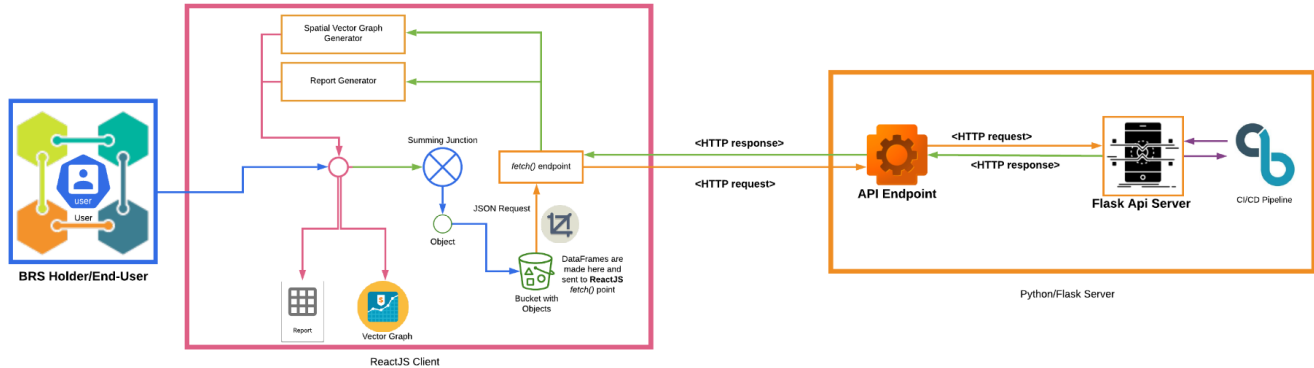 Spatial Vector Graph
Generator
Report Generator
Summing Junction
fetch() endpoint
<HTTP response>
<HTTP request>
<HTTP request>
<HTTP response>
API Endpoint
Flask Api Server
CI/CD Pipeline
user
User
BRS Holder/End-User
JSON Request
Object
DataFrames are
made here and
sent to ReactJS
fetch() point
Bucket with
Objects
Report
5
Vector Graph
Python/Flask Server
ReactJS Client